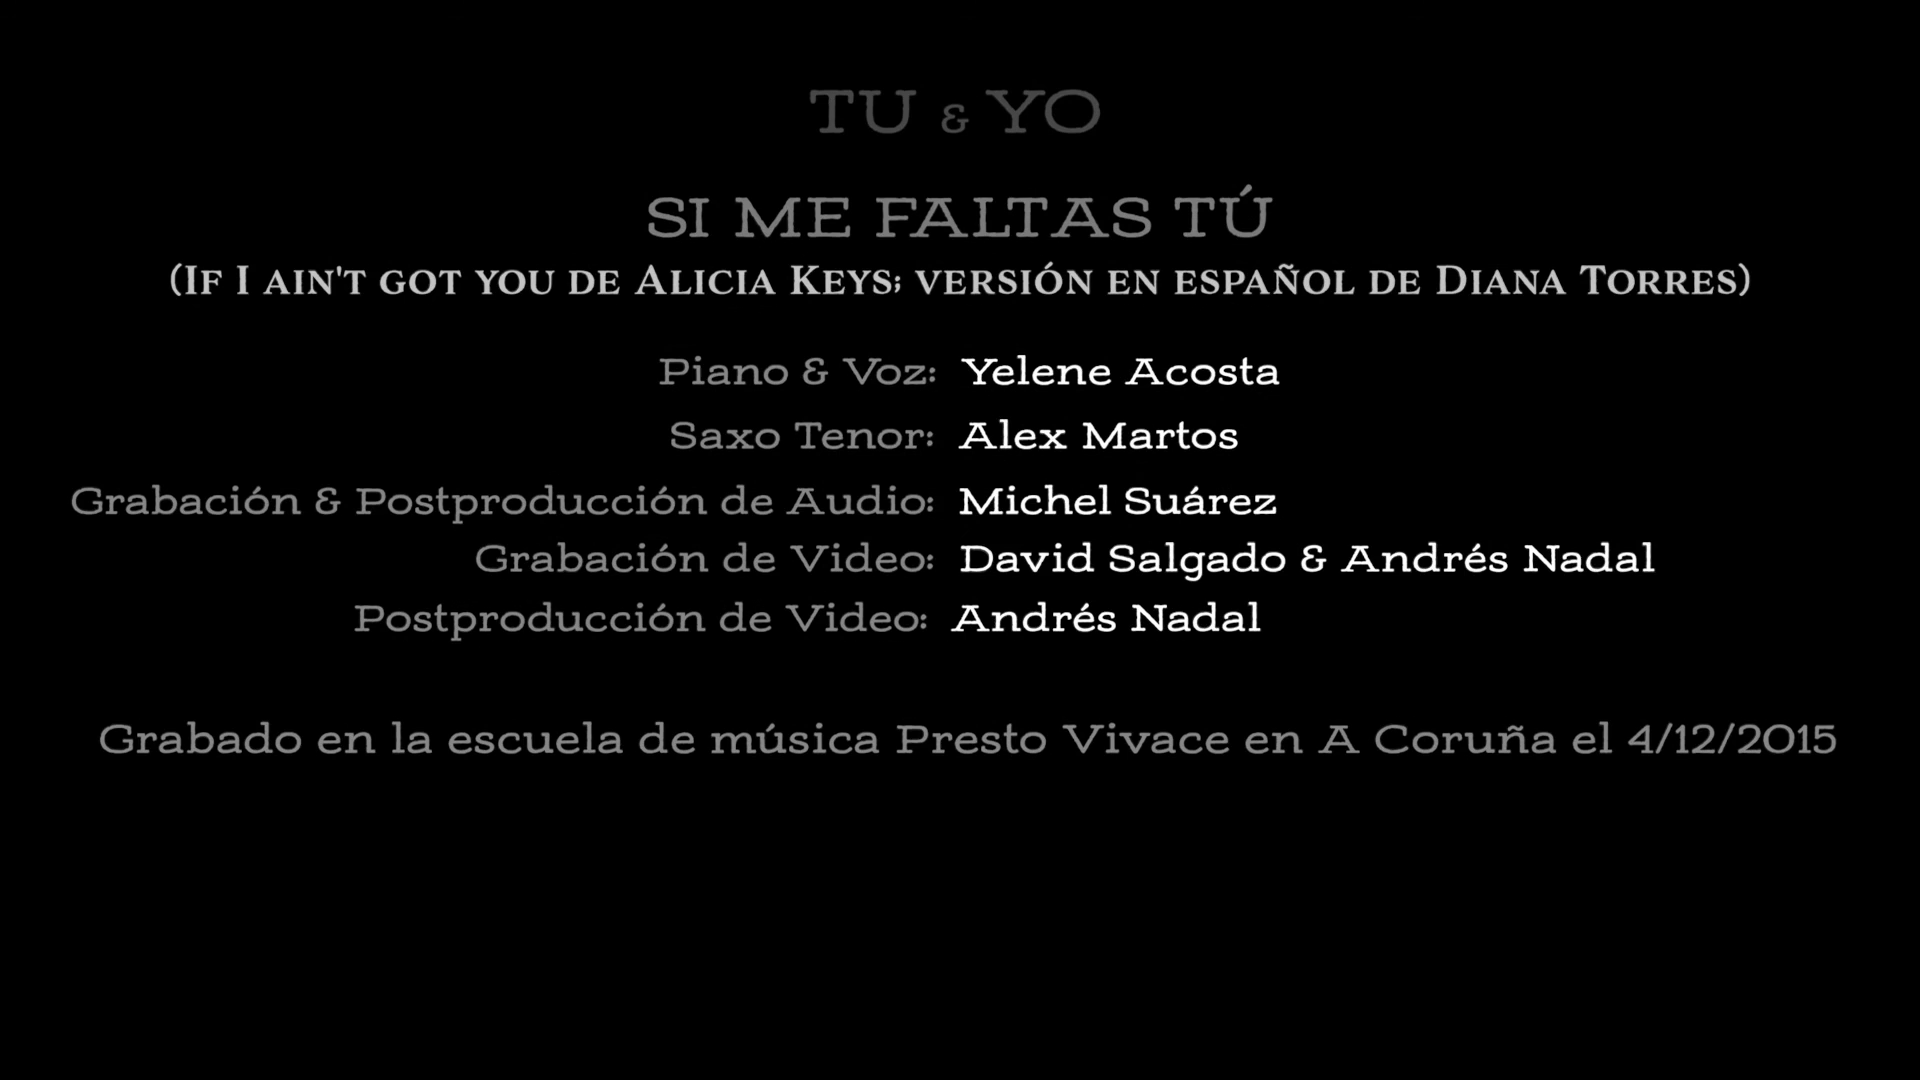 TU & YO
SI ME FALTAS TÚ
(If I ain't got you de Alicia Keys; versión en español de Diana Torres)
Piano & Voz: Yelene Acosta
Saxo Tenor: Alex Martos
Grabación & Postproducción de Audio: Michel Suárez
Grabación de Video: David Salgado & Andrés Nadal
Postproducción de Video: Andrés Nadal
Grabado en la escuela de música Presto Vivace en A Coruña el 4/12/2015